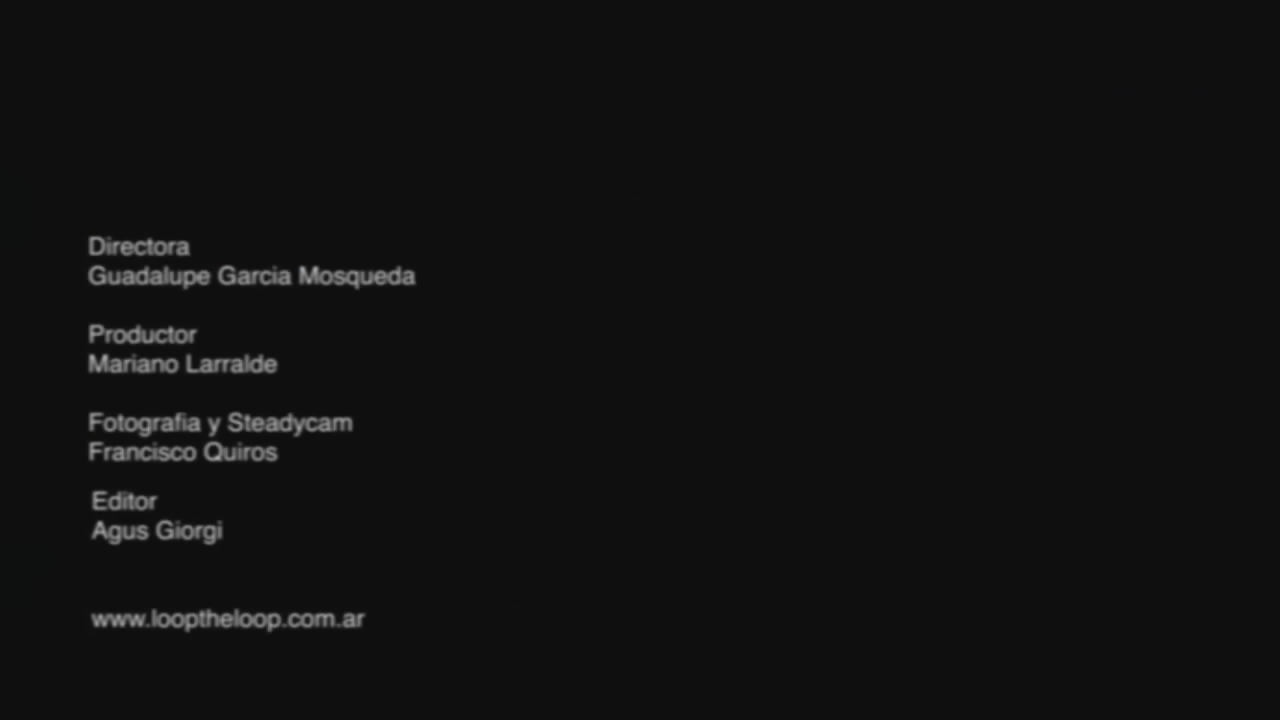 Directora
Guadalupe Garcia Mosqueda
Productor
Mariano Larralde
Fotografia y Steadycam
Francisco Quiros
Editor
Agus Giorgi
www.looptheloop.com.ar